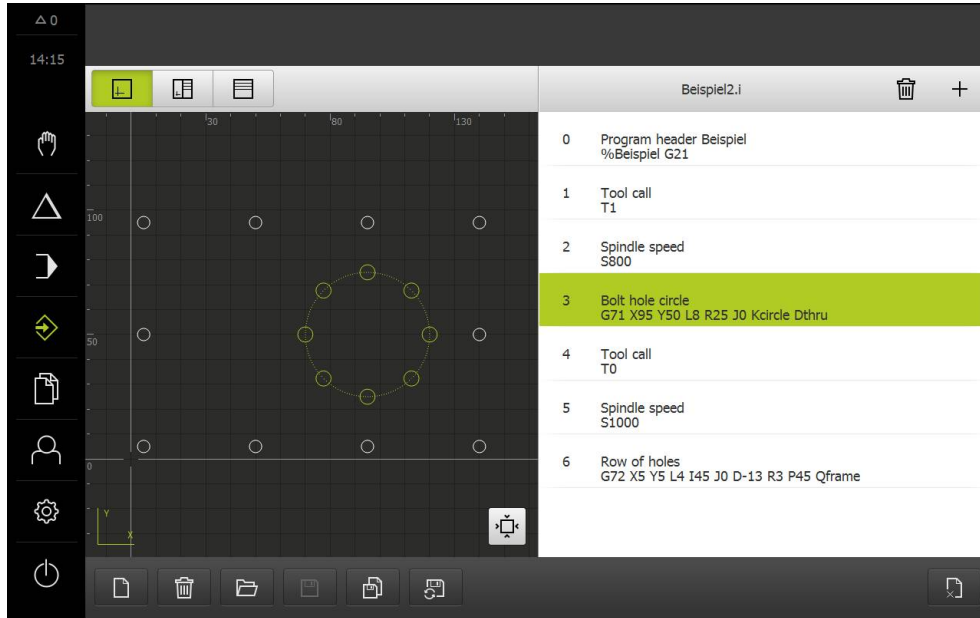 0
14:15
Beispiel2.i
30 80 130
100
50
0
Y
X
0 Program header Beispiel
%Beispiel G21
1 Tool call
T1
2 Spindle speed
S800
3 Bolt hole circle
G71 X95 Y50 L8 R25 J0 Kcircle Dthru
4 Tool call
T0
5 Spindle speed
S1000
6 Row of holes
G72 X5 Y5 L4 I45 J0 D-13 R3 P45 Qframe